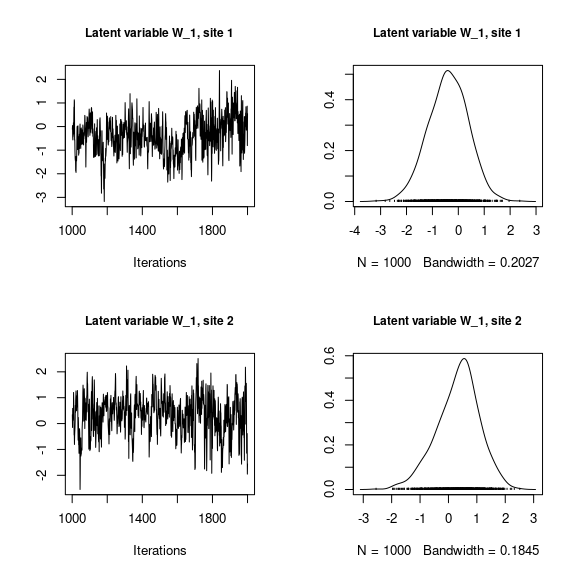 Latent variable W_1, site 1
2
1
0
-1
-2
-3
1000 1400 1800
Iterations
Latent variable W_1, site 1
0.4
0.2
0.0
-4 -3 -2 -1 0 1 2 3
N = 1000 Bandwidth = 0.2027
Latent variable W_1, site 2
2
1
0
-1
-2
1000 1400 1800
Iterations
Latent variable W_1, site 2
0.6
0.4
0.2
0.0
-3 -2 -1 0 1 2 3
N = 1000 Bandwidth = 0.1845